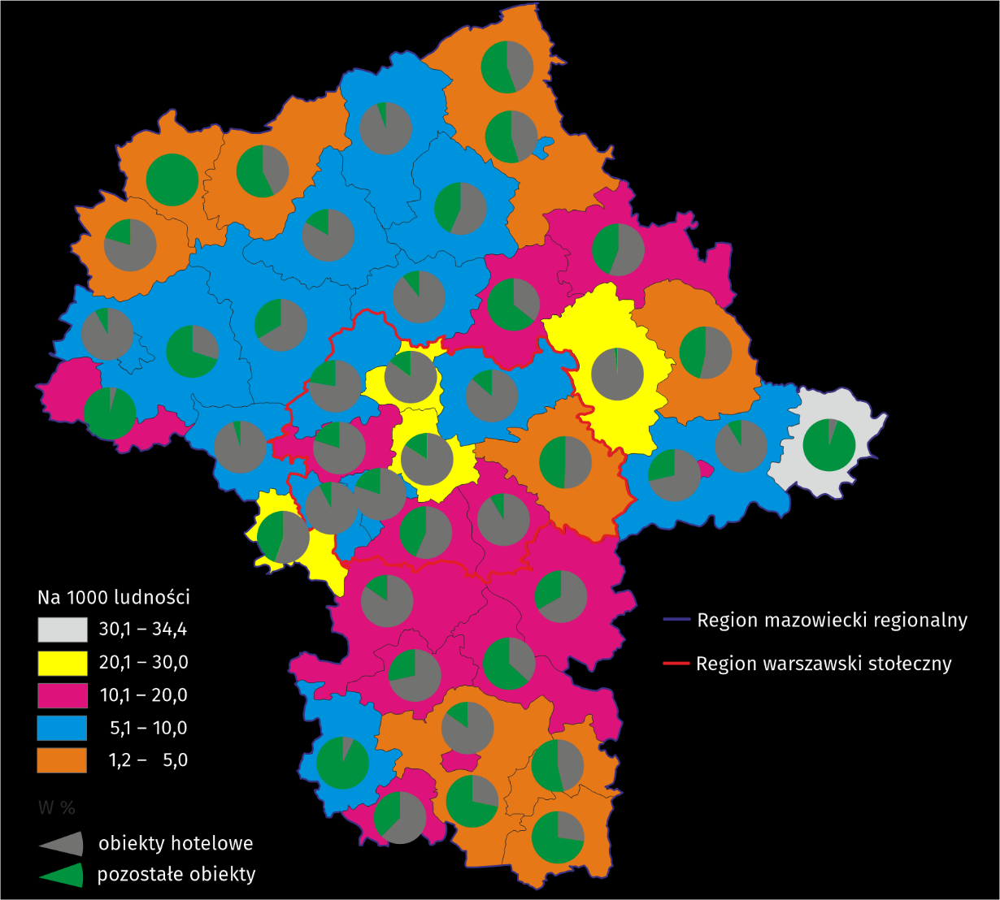 Na 1000 ludności
30,1 – 34,4
20,1 – 30,0
10,1 – 20,0
5,1 – 10,0
1,2 – 5,0
W %
obiekty hotelowe
pozostałe obiekty
Region mazowiecki regionalny
Region warszawski stołeczny